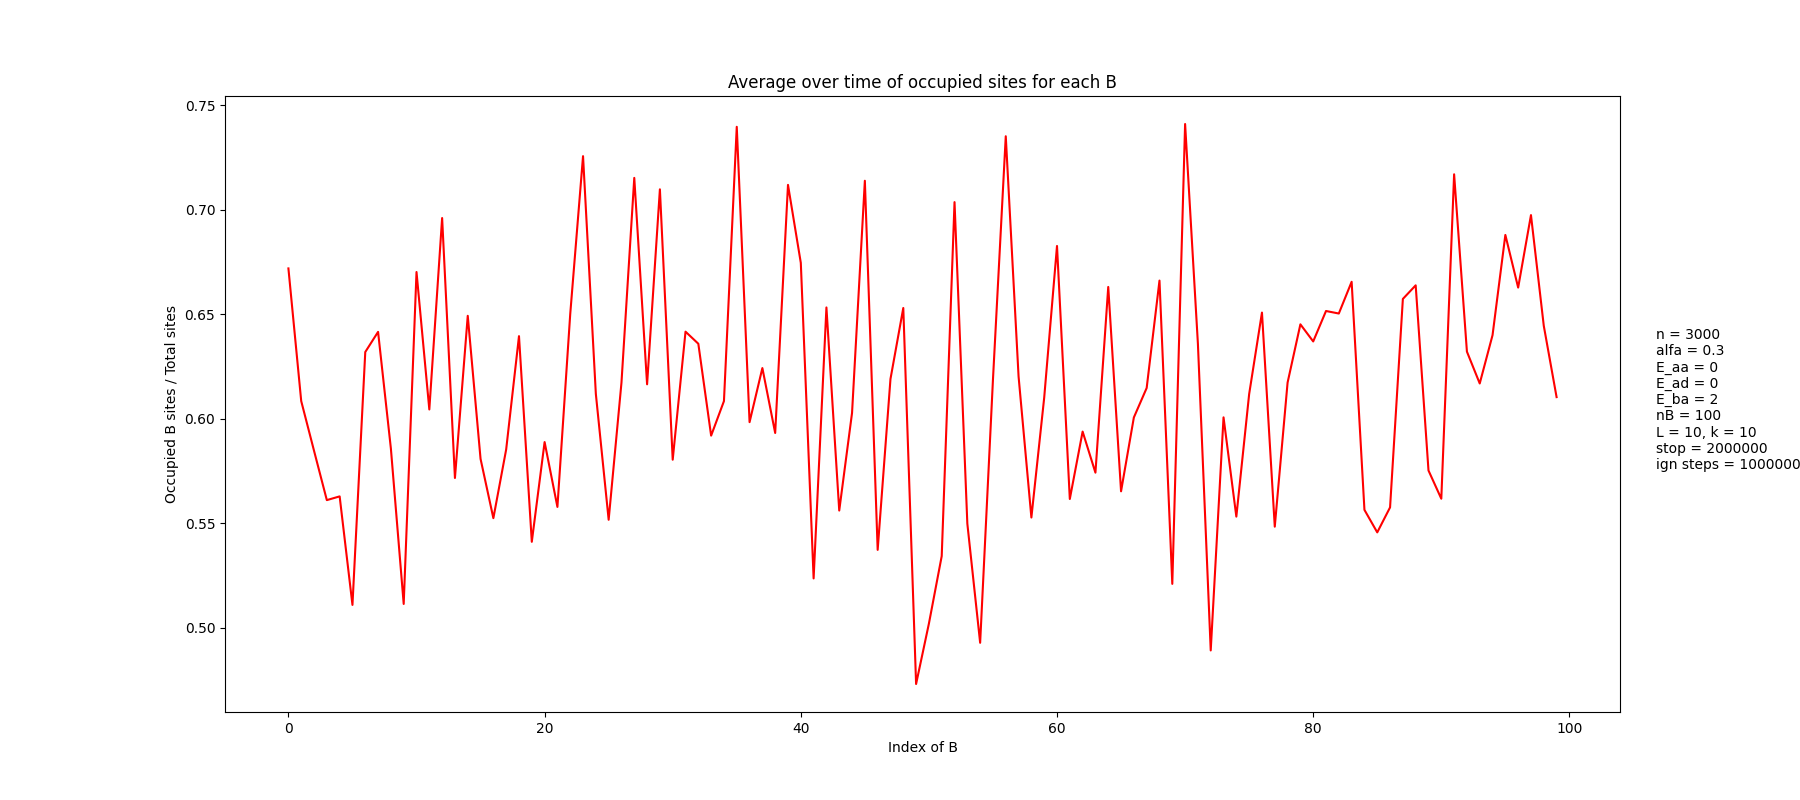 Average over time of occupied sites for each B
0.75
0.70
0.65
0.60
0.55
0.50
Occupied B sites / Total sites
0
20
40
60
80
100
Index of B
n = 3000
alfa = 0.3
E_aa = 0
E_ad = 0
E_ba = 2
nB = 100
L = 10, k = 10
stop = 2000000
ign steps = 1000000